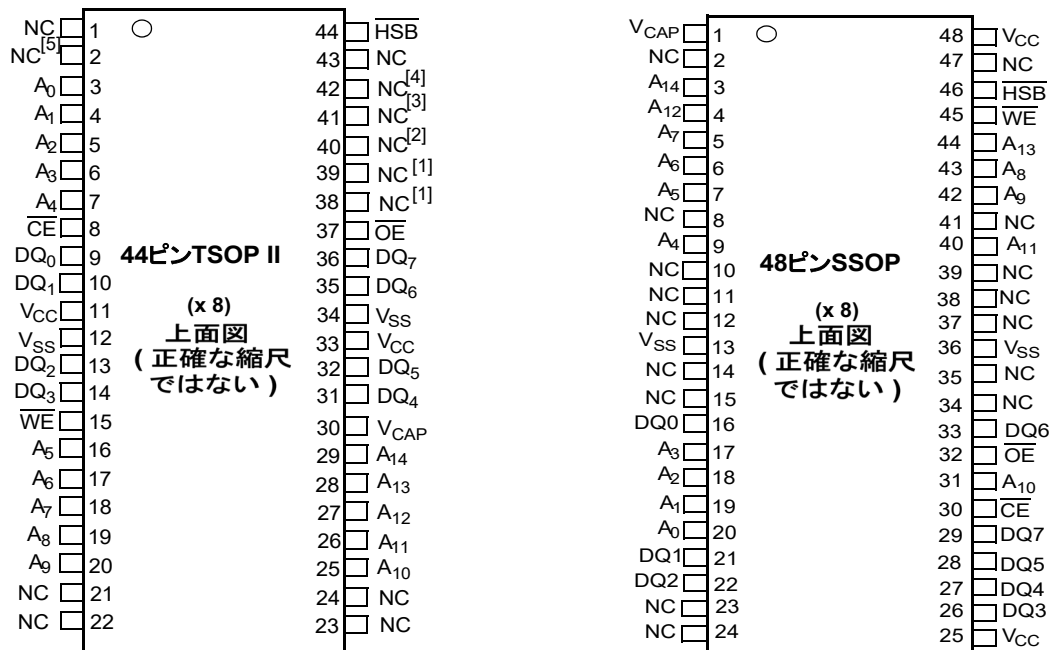 NC 1 44 HSB
NC[5] 2 43 NC
A0 3 42 NC[4]
A1 4 41 NC[3]
A2 5 40 NC[2]
A3 6 39 NC[1]
A4 7 38 NC[1]
CE 8 37 OE
DQ0 9 36 DQ7
DQ1 10 35 DQ6
VCC 11 34 VSS
VSS 12 33 VCC
DQ2 13 32 DQ5
DQ3 14 31 DQ4
WE 15 30 VCAP
A5 16 29 A14
A6 17 28 A13
A7 18 27 A12
A8 19 26 A11
A9 20 25 A10
NC 21 24 NC
NC 22 23 NC
44ピンTSOP II
(x 8)
上面図
( 正確な縮尺
ではない )
VCAP 1 48 VCC
NC 2 47 NC
A14 3 46 HSB
A12 4 45 WE
A7 5 44 A13
A6 6 43 A8
A5 7 42 A9
NC 8 41 NC
A4 9 40 A11
NC 10 39 NC
NC 11 38 NC
NC 12 37 NC
VSS 13 36 VSS
NC 14 35 NC
NC 15 34 NC
DQ0 16 33 DQ6
A3 17 32 OE
A2 18 31 A10
A1 19 30 CE
A0 20 29 DQ7
DQ1 21 28 DQ5
DQ2 22 27 DQ4
NC 23 26 DQ3
NC 24 25 VCC
48ピンSSOP
(x 8)
上面図
( 正確な縮尺
ではない )